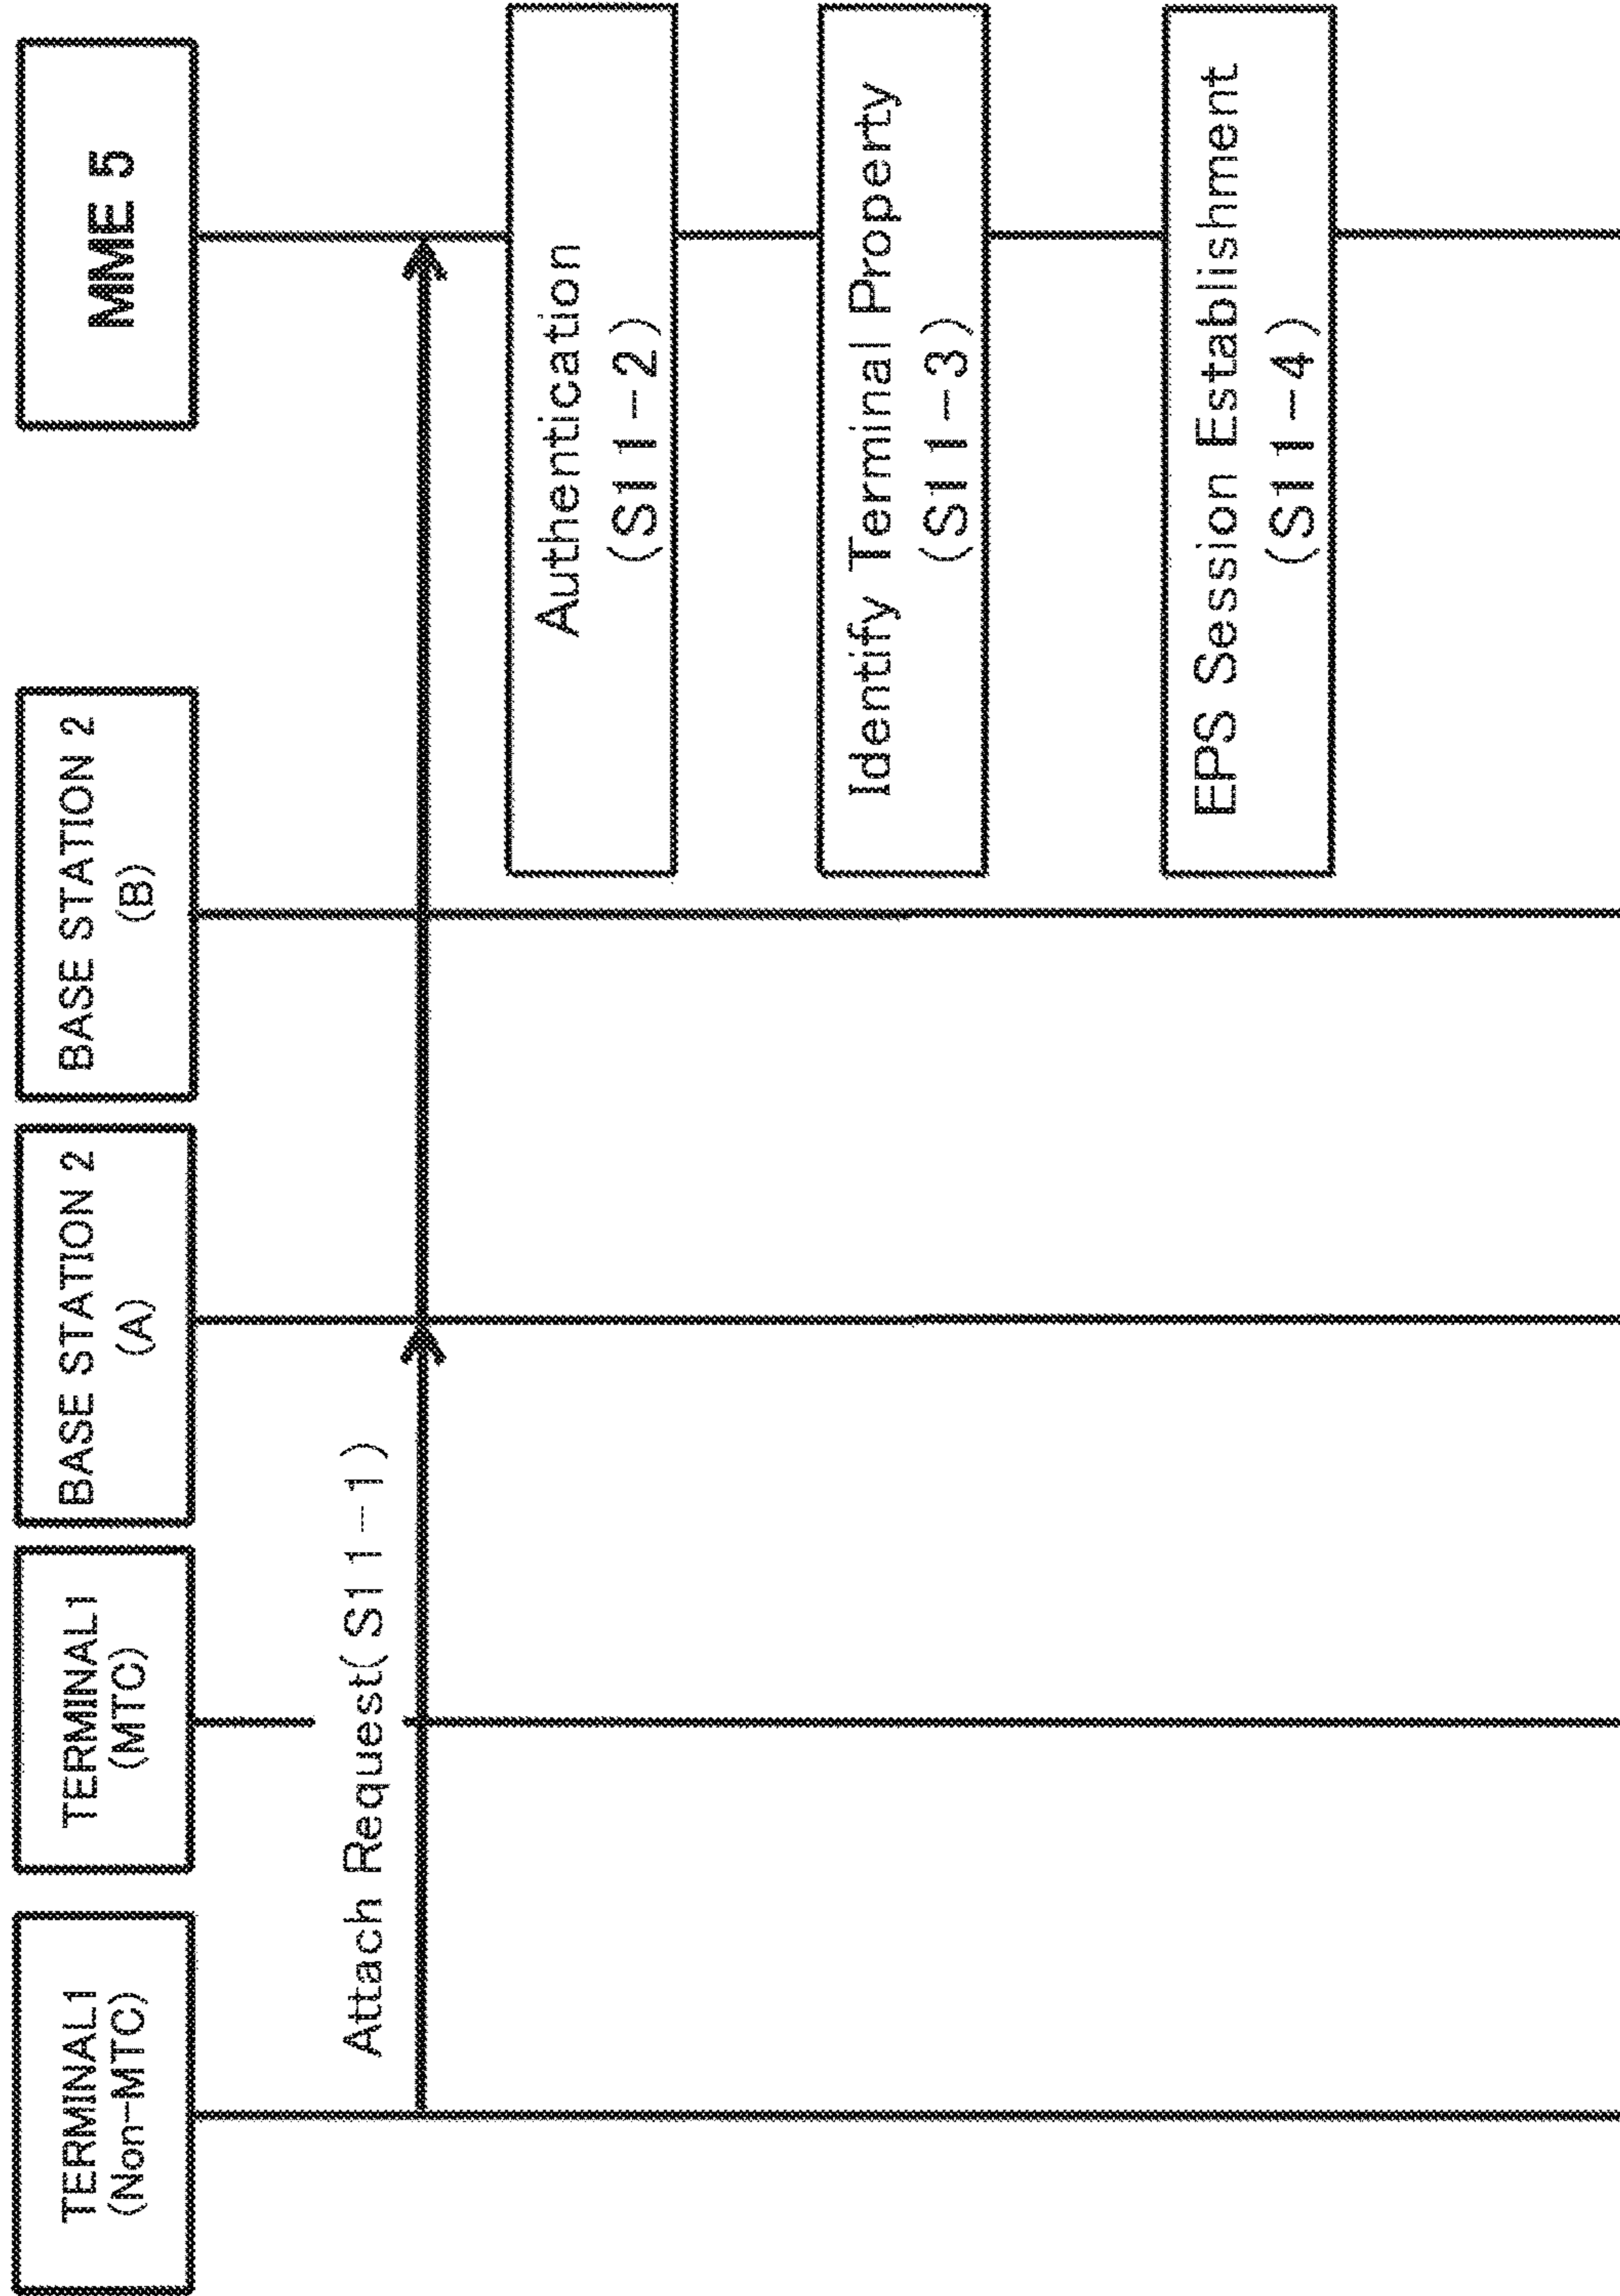 TERMINAL1
(Non-MTC)
TERMINAL1
(MTC)
BASE STATION 2
(A)
BASE STATION 2
(B)
MME 5
Attach Request(S11-1)
Authentication
(S11-2)
Identify Terminal Property
(S11-3)
EPS Session Establishment
(S11-4)